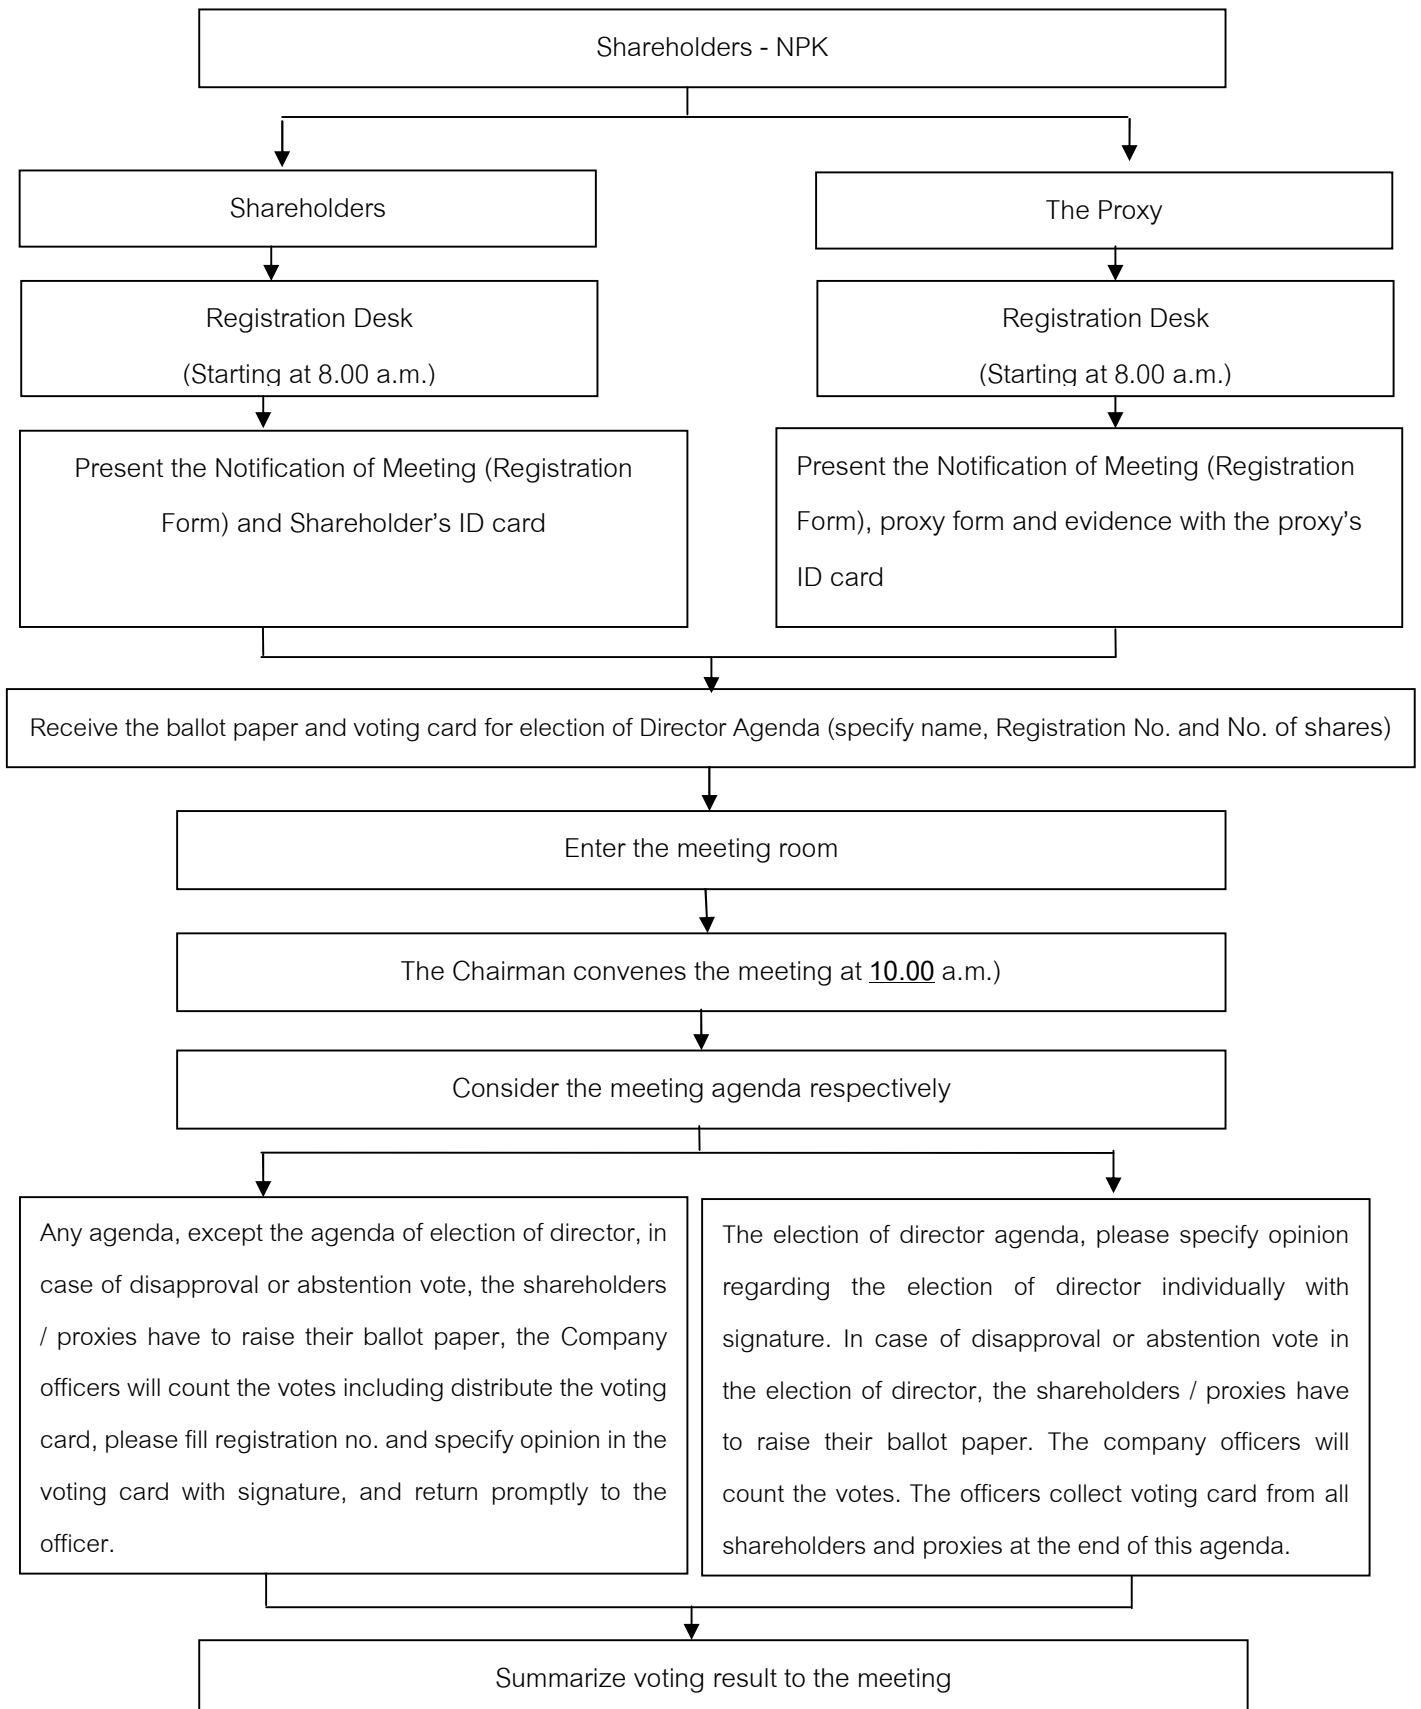 Shareholders - NPK
Shareholders
The Proxy
Registration Desk
(Starting at 8.00 a.m.)
Registration Desk
(Starting at 8.00 a.m.)
Present the Notification of Meeting (Registration
Form) and Shareholder’s ID card
Present the Notification of Meeting (Registration
Form), proxy form and evidence with the proxy’s
ID card
Receive the ballot paper and voting card for election of Director Agenda (specify name, Registration No. and No. of shares)
Enter the meeting room
The Chairman convenes the meeting at 10.00 a.m.)
Consider the meeting agenda respectively
Any agenda, except the agenda of election of director, in
case of disapproval or abstention vote, the shareholders
/ proxies have to raise their ballot paper, the Company
officers will count the votes including distribute the voting
card, please fill registration no. and specify opinion in the
voting card with signature, and return promptly to the
officer.
The election of director agenda, please specify opinion
regarding the election of director individually with
signature. In case of disapproval or abstention vote in
the election of director, the shareholders / proxies have
to raise their ballot paper. The company officers will
count the votes. The officers collect voting card from all
shareholders and proxies at the end of this agenda.
Summarize voting result to the meeting